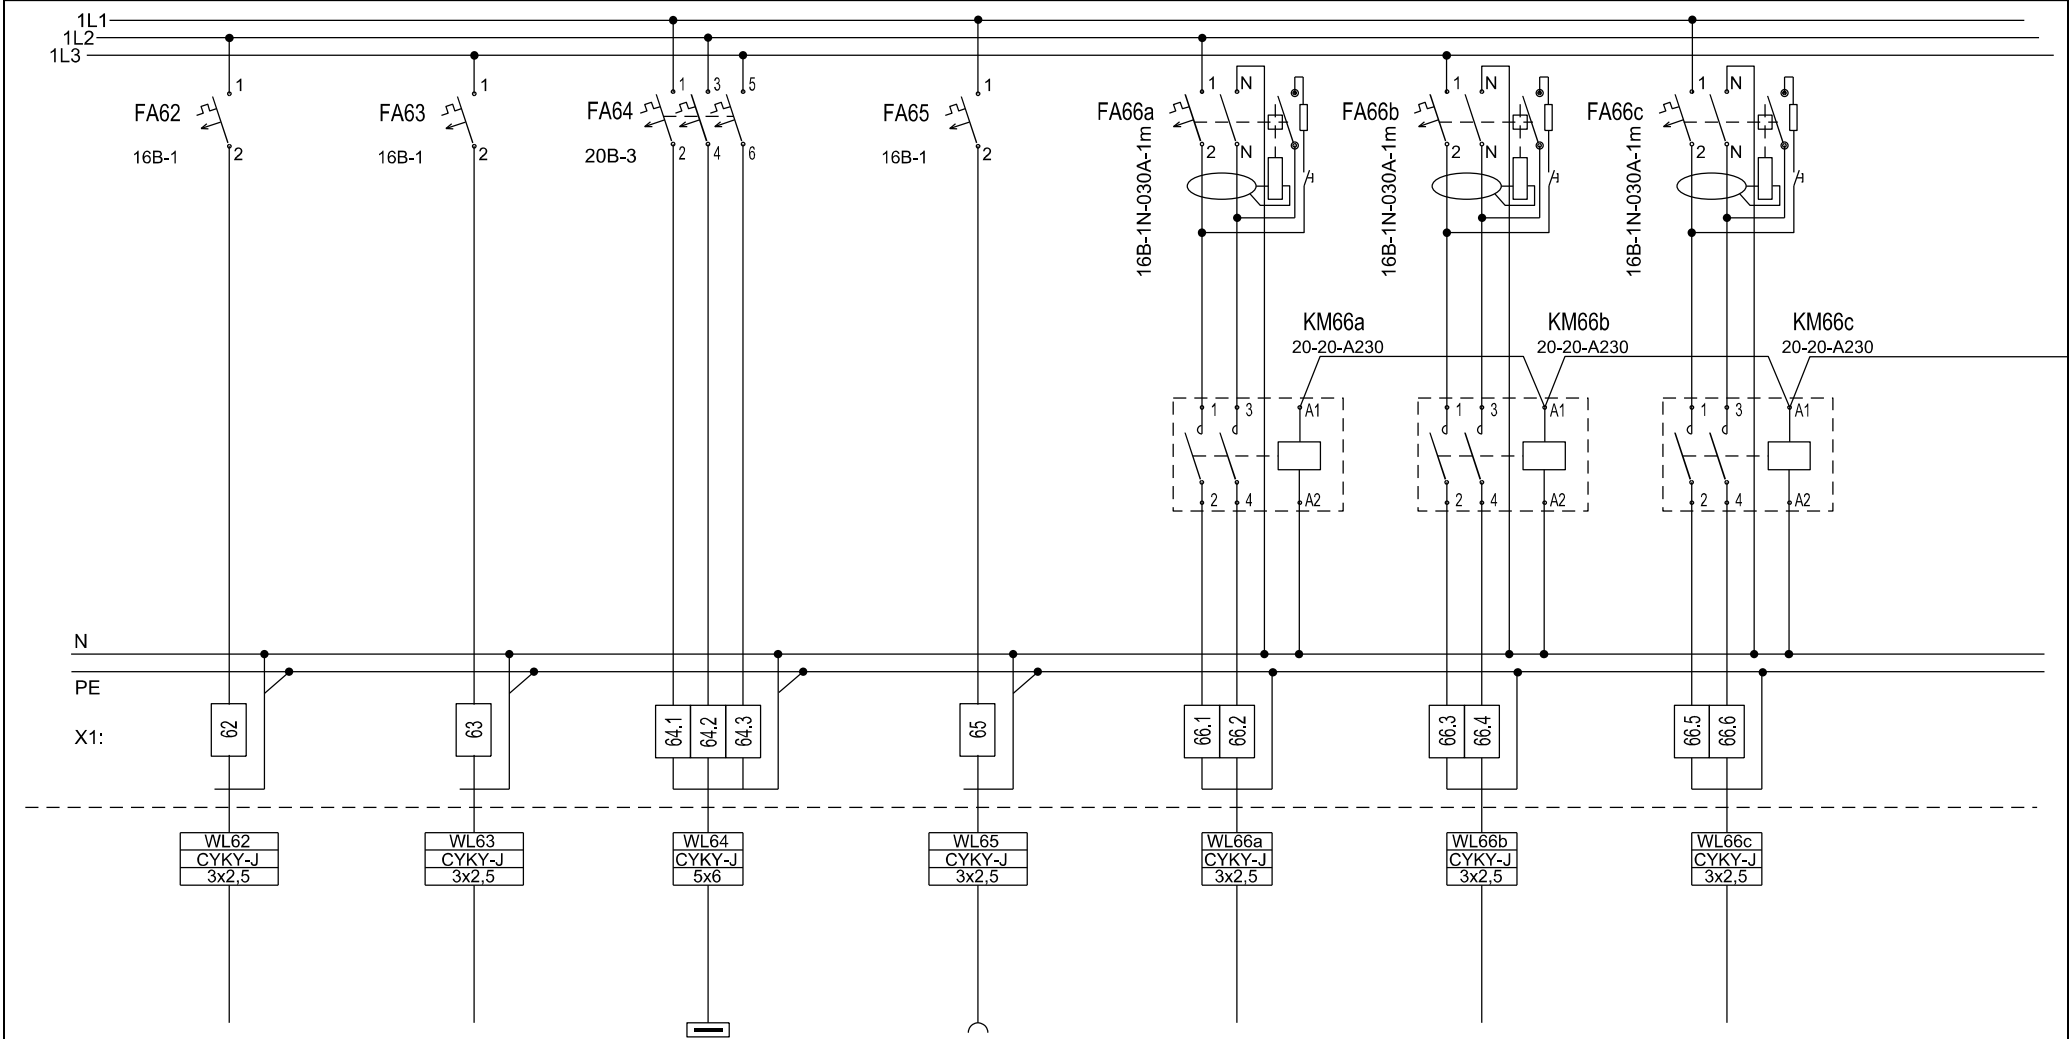 1L1
1L2
1L3
1 1 1 3 5 1 1 N 1 N 1 N
FA62 FA63 FA64 FA65 FA66a FA66b FA66c
16B-1 16B-1 20B-3 16B-1
2 2 2 4 6 2 2 N 2 N 2 N
16B-1N-030A-1m 16B-1N-030A-1m 16B-1N-030A-1m
KM66a KM66b KM66c
20-20-A230 20-20-A230 20-20-A230
1 3 A1 1 3 A1 1 3 A1
2 4 A2 2 4 A2 2 4 A2
N
PE
X1: 62 63 64.1 64.2 64.3 65 66.1 66.2 66.3 66.4 66.5 66.6
WL62 WL63 WL64 WL65 WL66a WL66b WL66c
CYKY-J CYKY-J CYKY-J CYKY-J CYKY-J CYKY-J CYKY-J
3x2,5 3x2,5 5x6 3x2,5 3x2,5 3x2,5 3x2,5